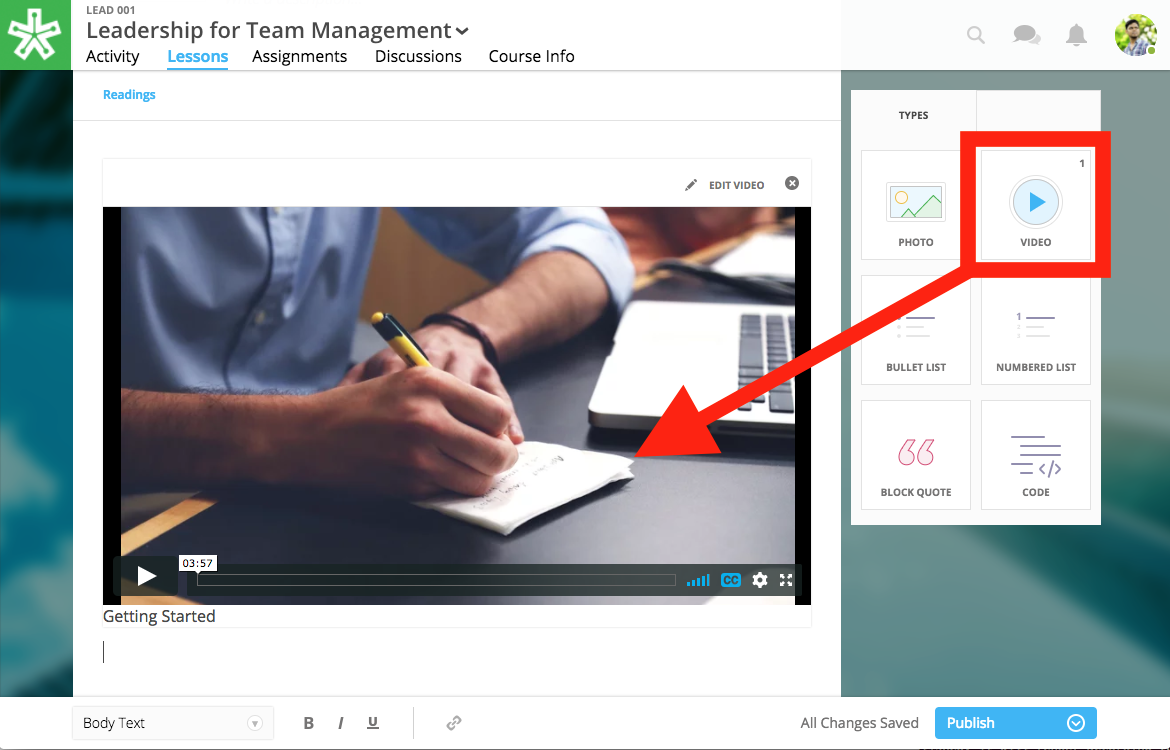 LEAD 001
Leadership for Team Management
Activity Lessons Assignments Discussions Course Info
Readings
EDIT VIDEO
03:57
CC
Getting Started
TYPES
1
PHOTO VIDEO
1
BULLET LIST NUMBERED LIST
BLOCK QUOTE CODE
Body Text B I U All Changes Saved Publish